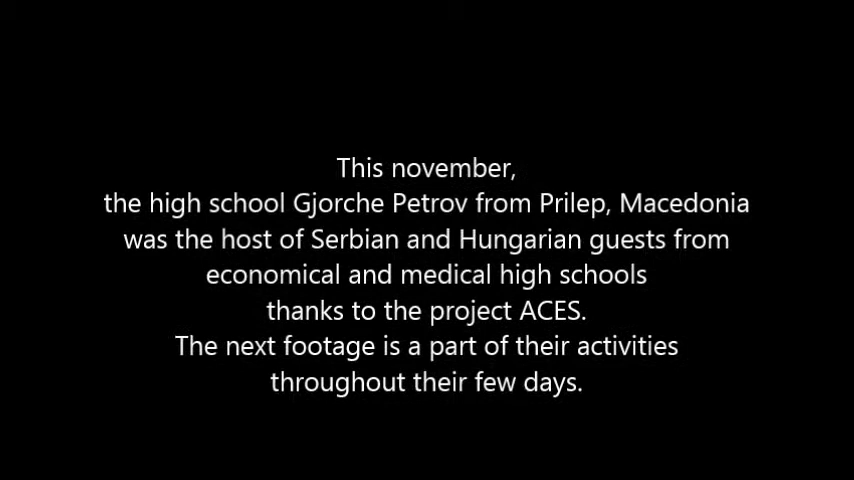 This november,
the high school Gjorche Petrov from Prilep, Macedonia
was the host of Serbian and Hungarian guests from
economical and medical high schools
thanks to the project ACES.
The next footage is a part of their activities
throughout their few days.